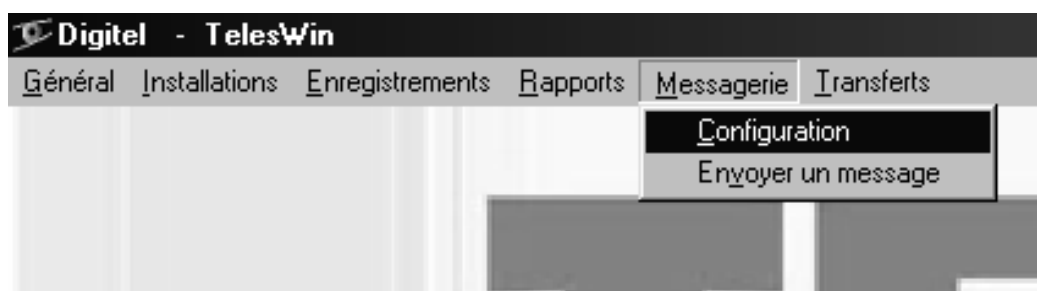 Digitel - TelesWin
Général Installations Enregistrements Rapports Messagerie Transferts
Configuration
Envoyer un message